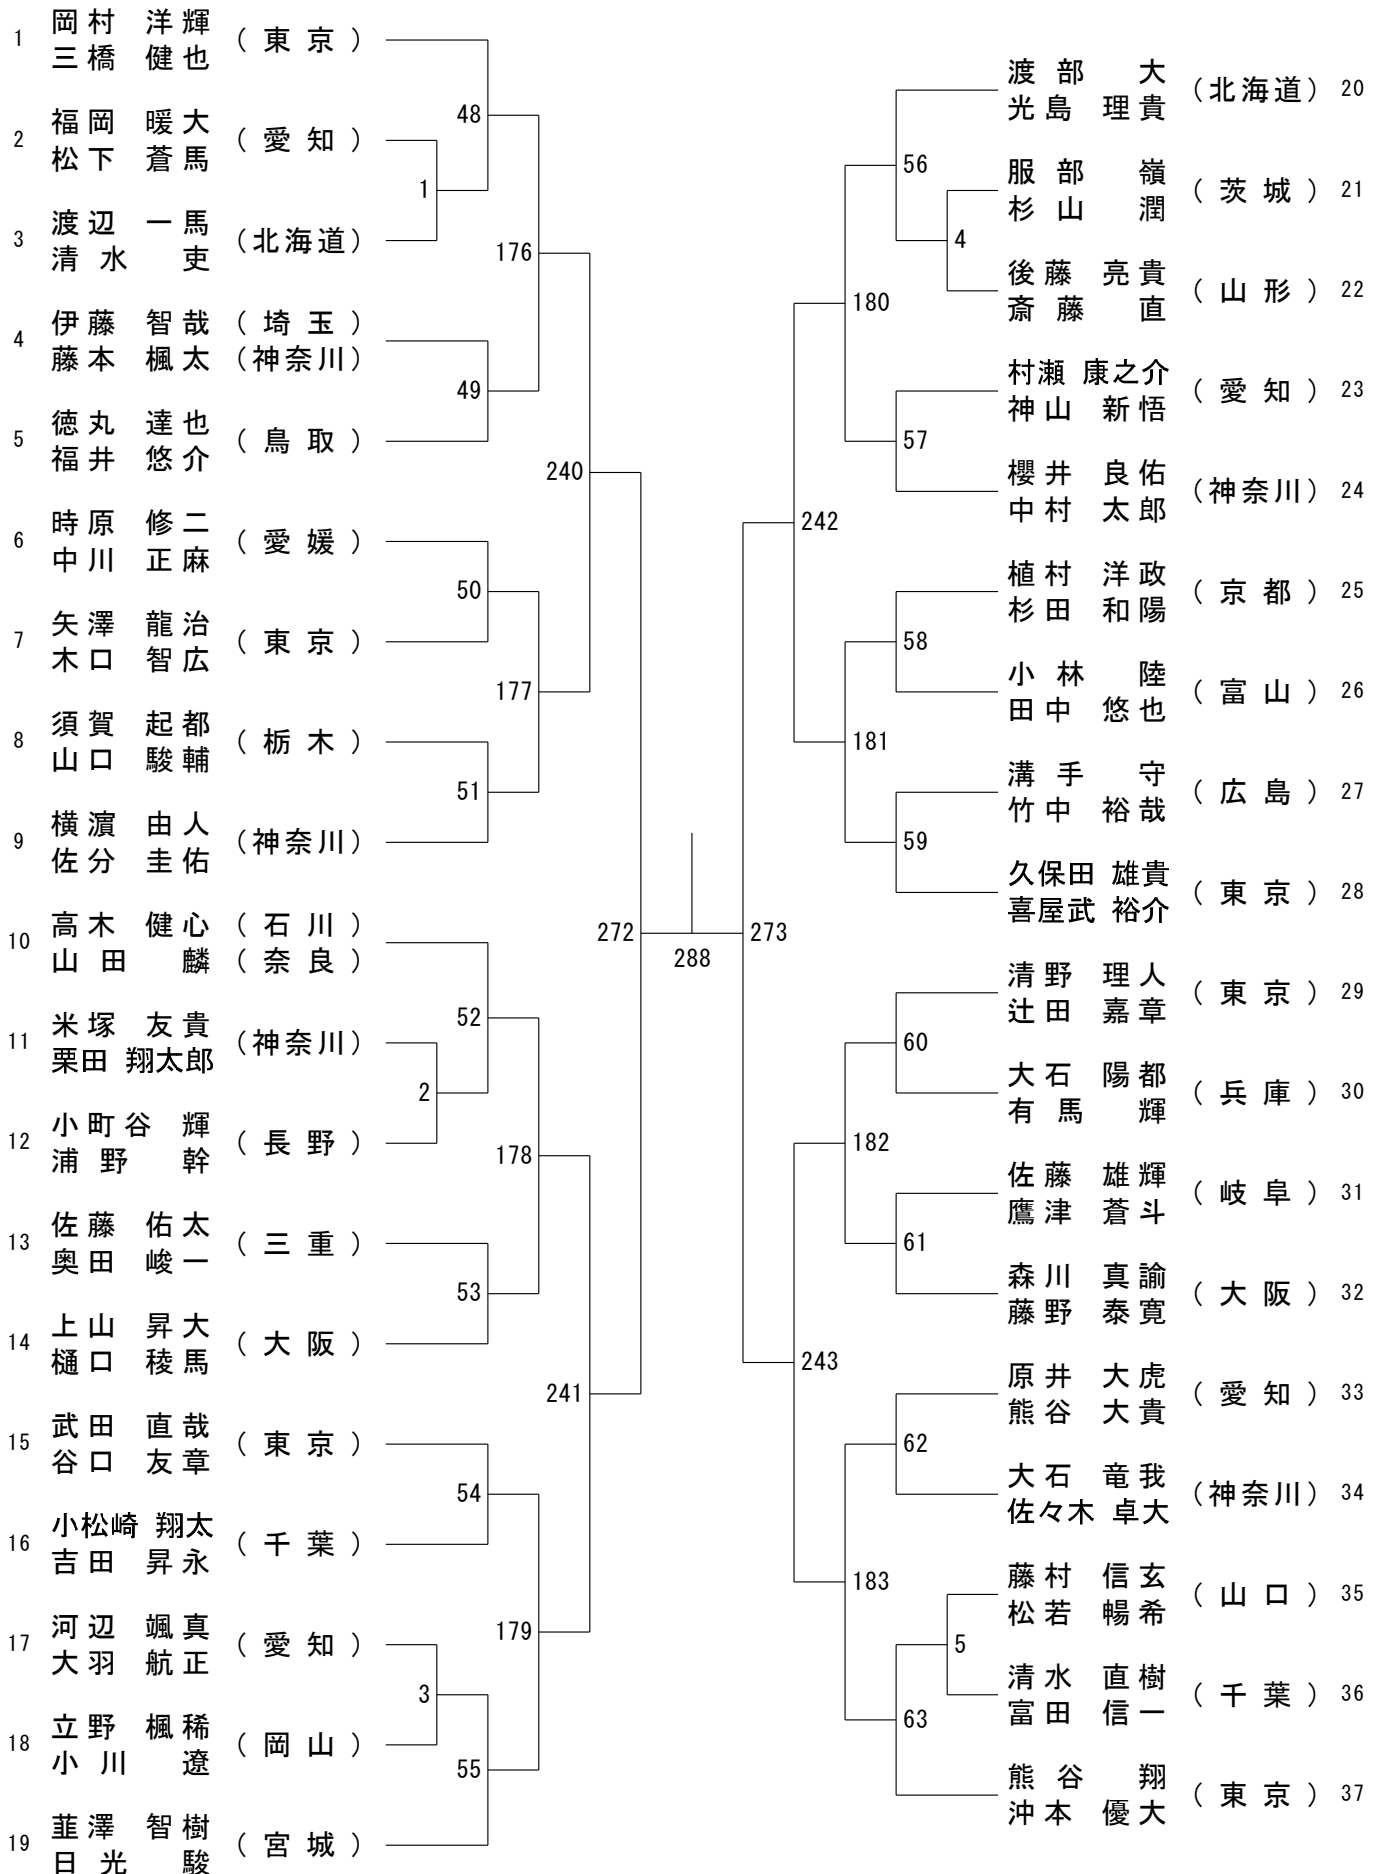 1 岡村 洋輝 (東京)
三橋 健也
2 福岡 暖大 (愛知)
松下 蒼馬
3 渡辺 一馬 (北海道)
清水 吏
4 伊藤 智哉 (埼玉)
藤本 楓太 (神奈川)
5 徳丸 達也 (鳥取)
福井 悠介
6 時原 修二 (愛媛)
中川 正麻
7 矢澤 龍治 (東京)
木口 智広
8 須賀 起都 (栃木)
山口 駿輔
9 横濵 由人 (神奈川)
佐分 圭佑
10 高木 健心 (石川)
山田 麟 (奈良)
11 米塚 友貴 (神奈川)
栗田 翔太郎
12 小町谷 輝 (長野)
浦野 幹
13 佐藤 佑太 (三重)
奥田 峻一
14 上山 昇大 (大阪)
樋口 稜馬
15 武田 直哉 (東京)
谷口 友章
16 小松崎 翔太 (千葉)
吉田 昇永
17 河辺 颯真 (愛知)
大羽 航正
18 立野 楓稀 (岡山)
小川 遼
19 韮澤 智樹 (宮城)
日光 駿
1
2
3
48
49
50
51
52
53
54
55
176
177
178
179
240
241
272
288
273
242
243
180
181
182
183
56
57
58
59
60
61
62
63
4
5
渡部 大 (北海道) 20
光島 理貴
服部 嶺 (茨城) 21
杉山 潤
後藤 亮貴 (山形) 22
斎藤 直
村瀬 康之介 (愛知) 23
神山 新悟
櫻井 良佑 (神奈川) 24
中村 太郎
植村 洋政 (京都) 25
杉田 和陽
小林 陸 (富山) 26
田中 悠也
溝手 守 (広島) 27
竹中 裕哉
久保田 雄貴 (東京) 28
喜屋武 裕介
清野 理人 (東京) 29
辻田 嘉章
大石 陽都 (兵庫) 30
有馬 輝
佐藤 雄輝 (岐阜) 31
鷹津 蒼斗
森川 真諭 (大阪) 32
藤野 泰寛
原井 大虎 (愛知) 33
熊谷 大貴
大石 竜我 (神奈川) 34
佐々木 卓大
藤村 信玄 (山口) 35
松若 暢希
清水 直樹 (千葉) 36
富田 信一
熊谷 翔 (東京) 37
沖本 優大